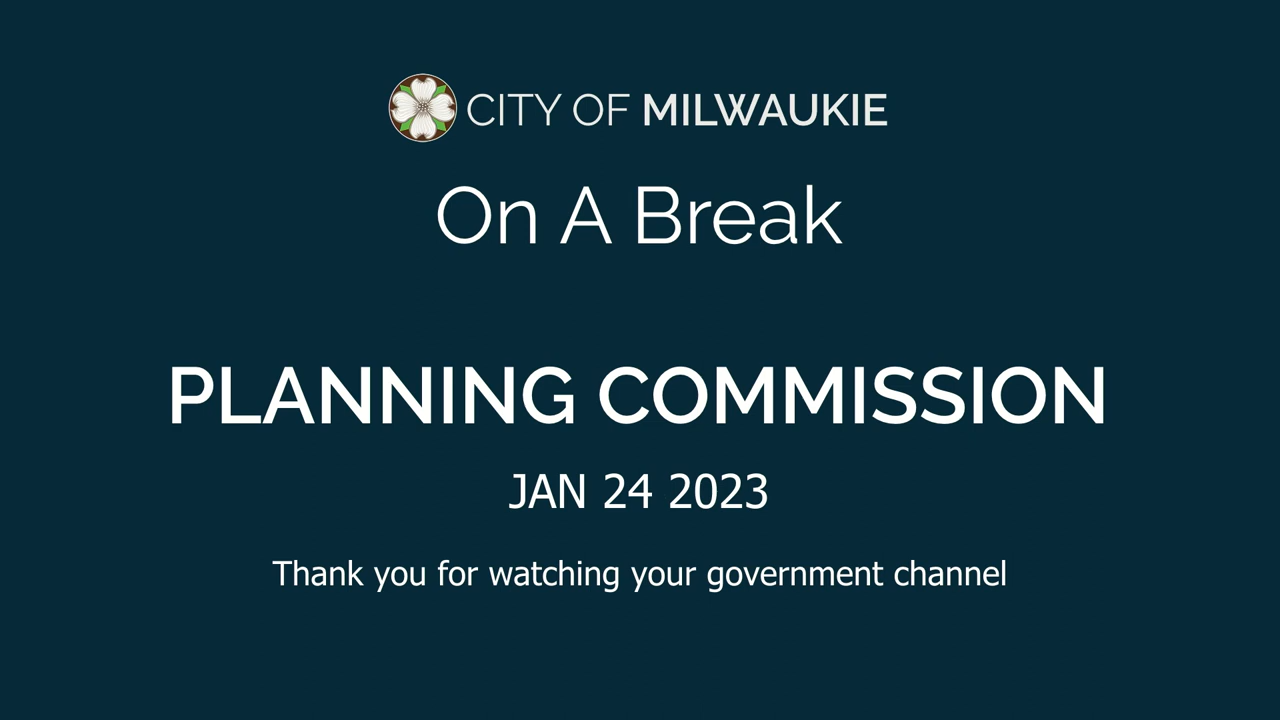 CITY OF MILWAUKIE
On A Break
PLANNING COMMISSION
JAN 24 2023
Thank you for watching your government channel